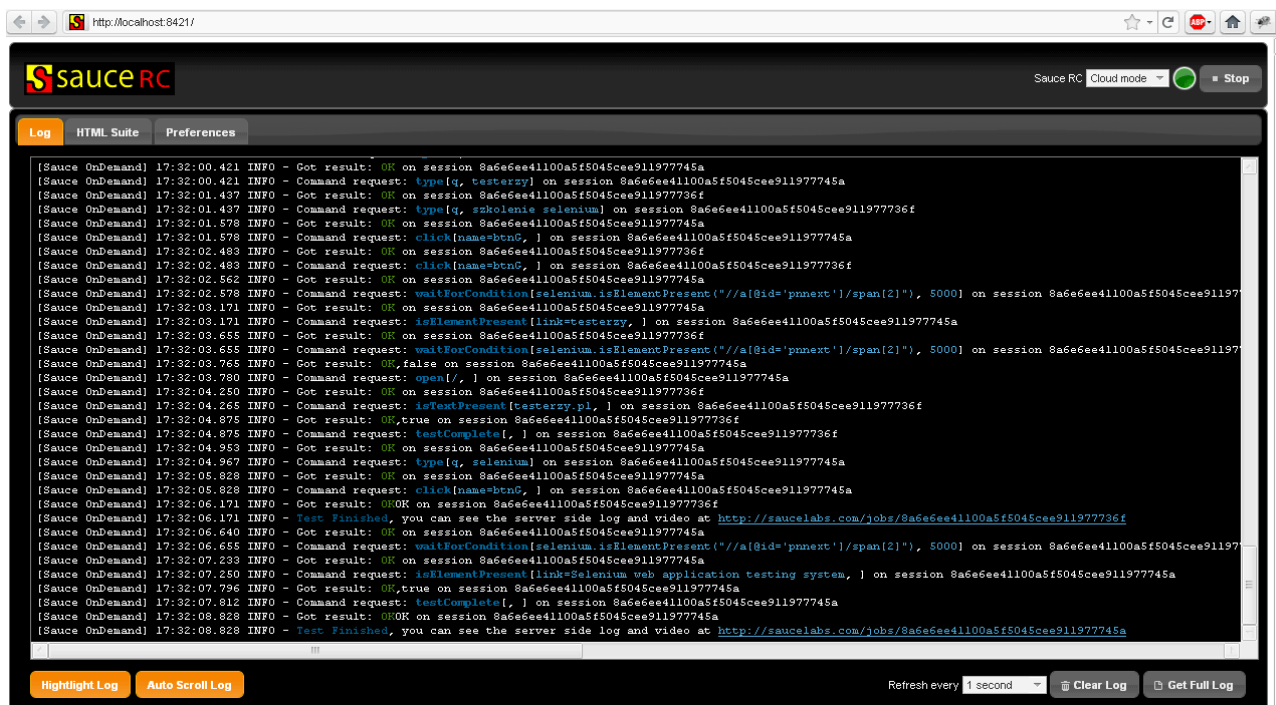 http://localhost:8421/
ABP
S sauce RC
Sauce RC Cloud mode Stop
Log HTML Suite Preferences
[Sauce OnDemand] 17:32:00.421 INFO - Got result: OK on session 8a6e6ee41100a5f5045cee911977745a
[Sauce OnDemand] 17:32:00.421 INFO - Command request: type[q, testerzy] on session 8a6e6ee41100a5f5045cee911977745a
[Sauce OnDemand] 17:32:01.437 INFO - Got result: OK on session 8a6e6ee41100a5f5045cee911977736f
[Sauce OnDemand] 17:32:01.437 INFO - Command request: type[q, szkolenie selenium] on session 8a6e6ee41100a5f5045cee911977736f
[Sauce OnDemand] 17:32:01.578 INFO - Got result: OK on session 8a6e6ee41100a5f5045cee911977745a
[Sauce OnDemand] 17:32:01.578 INFO - Command request: click[name=btnG, ] on session 8a6e6ee41100a5f5045cee911977745a
[Sauce OnDemand] 17:32:02.483 INFO - Got result: OK on session 8a6e6ee41100a5f5045cee911977736f
[Sauce OnDemand] 17:32:02.483 INFO - Command request: click[name=btnG, ] on session 8a6e6ee41100a5f5045cee911977736f
[Sauce OnDemand] 17:32:02.562 INFO - Got result: OK on session 8a6e6ee41100a5f5045cee911977745a
[Sauce OnDemand] 17:32:02.578 INFO - Command request: waitForCondition[selenium.isElementPresent("//a[@id='pnnext']/span[2]"), 5000] on session 8a6e6ee41100a5f5045cee91197
[Sauce OnDemand] 17:32:03.171 INFO - Got result: OK on session 8a6e6ee41100a5f5045cee911977745a
[Sauce OnDemand] 17:32:03.171 INFO - Command request: isElementPresent[link=testerzy, ] on session 8a6e6ee41100a5f5045cee911977745a
[Sauce OnDemand] 17:32:03.655 INFO - Got result: OK on session 8a6e6ee41100a5f5045cee911977736f
[Sauce OnDemand] 17:32:03.655 INFO - Command request: waitForCondition[selenium.isElementPresent("//a[@id='pnnext']/span[2]"), 5000] on session 8a6e6ee41100a5f5045cee91197
[Sauce OnDemand] 17:32:03.765 INFO - Got result: OK,false on session 8a6e6ee41100a5f5045cee911977745a
[Sauce OnDemand] 17:32:03.780 INFO - Command request: open[/, ] on session 8a6e6ee41100a5f5045cee911977745a
[Sauce OnDemand] 17:32:04.250 INFO - Got result: OK on session 8a6e6ee41100a5f5045cee911977736f
[Sauce OnDemand] 17:32:04.265 INFO - Command request: isTextPresent[testerzy.pl, ] on session 8a6e6ee41100a5f5045cee911977736f
[Sauce OnDemand] 17:32:04.875 INFO - Got result: OK,true on session 8a6e6ee41100a5f5045cee911977736f
[Sauce OnDemand] 17:32:04.875 INFO - Command request: testComplete[, ] on session 8a6e6ee41100a5f5045cee911977736f
[Sauce OnDemand] 17:32:04.953 INFO - Got result: OK on session 8a6e6ee41100a5f5045cee911977745a
[Sauce OnDemand] 17:32:04.967 INFO - Command request: type[q, selenium] on session 8a6e6ee41100a5f5045cee911977745a
[Sauce OnDemand] 17:32:05.828 INFO - Got result: OK on session 8a6e6ee41100a5f5045cee911977745a
[Sauce OnDemand] 17:32:05.828 INFO - Command request: click[name=btnG, ] on session 8a6e6ee41100a5f5045cee911977745a
[Sauce OnDemand] 17:32:06.171 INFO - Got result: OKOK on session 8a6e6ee41100a5f5045cee911977736f
[Sauce OnDemand] 17:32:06.171 INFO - Test Finished, you can see the server side log and video at http://saucelabs.com/jobs/8a6e6ee41100a5f5045cee911977736f
[Sauce OnDemand] 17:32:06.640 INFO - Got result: OK on session 8a6e6ee41100a5f5045cee911977745a
[Sauce OnDemand] 17:32:06.655 INFO - Command request: waitForCondition[selenium.isElementPresent("//a[@id='pnnext']/span[2]"), 5000] on session 8a6e6ee41100a5f5045cee91197
[Sauce OnDemand] 17:32:07.233 INFO - Got result: OK on session 8a6e6ee41100a5f5045cee911977745a
[Sauce OnDemand] 17:32:07.250 INFO - Command request: isElementPresent[link=Selenium web application testing system, ] on session 8a6e6ee41100a5f5045cee911977745a
[Sauce OnDemand] 17:32:07.796 INFO - Got result: OK,true on session 8a6e6ee41100a5f5045cee911977745a
[Sauce OnDemand] 17:32:07.812 INFO - Command request: testComplete[, ] on session 8a6e6ee41100a5f5045cee911977745a
[Sauce OnDemand] 17:32:08.828 INFO - Got result: OKOK on session 8a6e6ee41100a5f5045cee911977745a
[Sauce OnDemand] 17:32:08.828 INFO - Test Finished, you can see the server side log and video at http://saucelabs.com/jobs/8a6e6ee41100a5f5045cee911977745a
Hightlight Log Auto Scroll Log Refresh every 1 second Clear Log Get Full Log